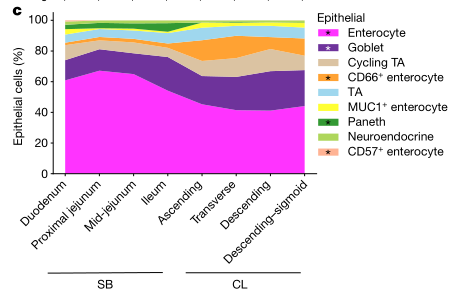 c
Epithelial cells (%)
100
80
60
40
20
0
Duodenum
Proximal jejunum
Mid-jejunum
Ileum
Ascending
Transverse
Descending
Descending–sigmoid
SB
CL
Epithelial
* Enterocyte
* Goblet
Cycling TA
* CD66⁺ enterocyte
TA
MUC1⁺ enterocyte
* Paneth
Neuroendocrine
* CD57⁺ enterocyte